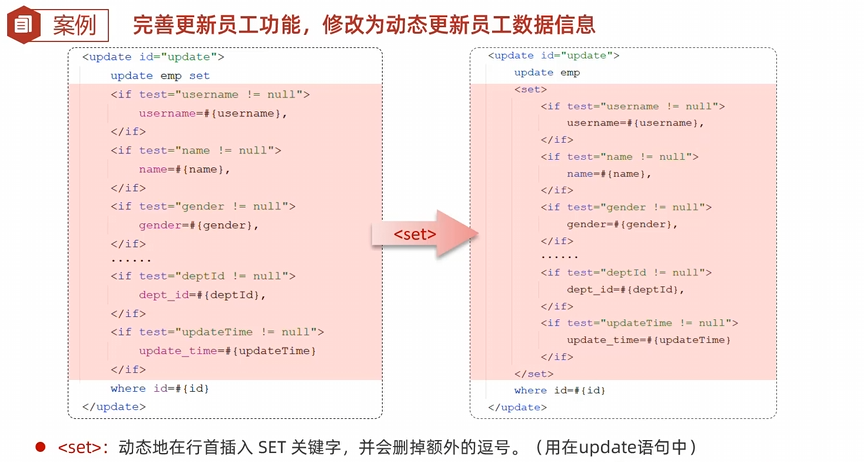 案例
完善更新员工功能，修改为动态更新员工数据信息
<update id="update">
update emp set
<if test="username != null">
username=#{username},
</if>
<if test="name != null">
name=#{name},
</if>
<if test="gender != null">
gender=#{gender},
</if>
······
<if test="deptId != null">
dept_id=#{deptId},
</if>
<if test="updateTime != null">
update_time=#{updateTime}
</if>
where id=#{id}
</update>
<set>
<update id="update">
update emp
<set>
<if test="username != null">
username=#{username},
</if>
<if test="name != null">
name=#{name},
</if>
<if test="gender != null">
gender=#{gender},
</if>
······
<if test="deptId != null">
dept_id=#{deptId},
</if>
<if test="updateTime != null">
update_time=#{updateTime}
</if>
</set>
where id=#{id}
</update>
● <set>：动态地在行首插入 SET 关键字，并会删掉额外的逗号。（用在update语句中）